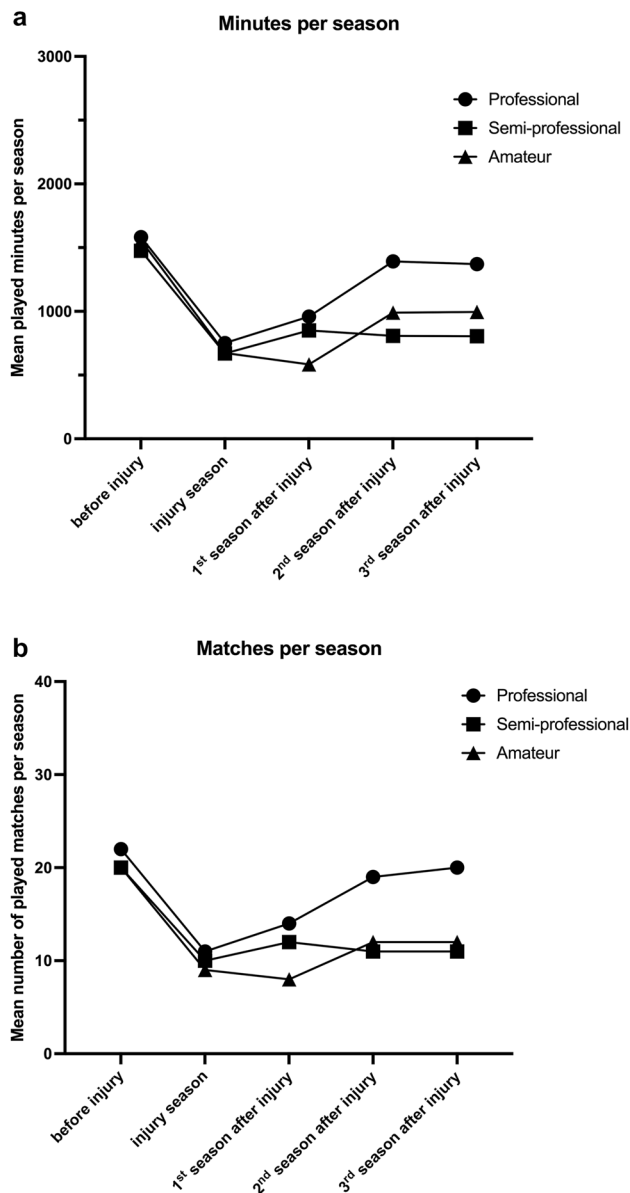 a
Minutes per season
Mean played minutes per season
3000
2000
1000
0
Professional
Semi-professional
Amateur
before injury
injury season
1st season after injury
2nd season after injury
3rd season after injury
b
Matches per season
Mean number of played matches per season
40
30
20
10
0
Professional
Semi-professional
Amateur
before injury
injury season
1st season after injury
2nd season after injury
3rd season after injury